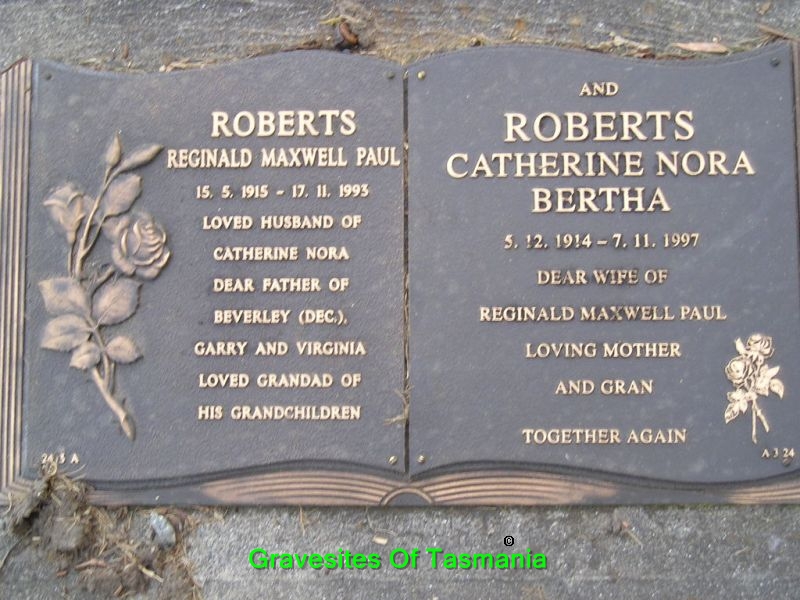 ROBERTS
REGINALD MAXWELL PAUL
15. 5. 1915 - 17. 11. 1993
LOVED HUSBAND OF
CATHERINE NORA
DEAR FATHER OF
BEVERLEY (DEC.),
GARRY AND VIRGINIA
LOVED GRANDAD OF
HIS GRANDCHILDREN
24 3 A
AND
ROBERTS
CATHERINE NORA
BERTHA
5. 12. 1914 - 7. 11. 1997
DEAR WIFE OF
REGINALD MAXWELL PAUL
LOVING MOTHER
AND GRAN
TOGETHER AGAIN
A 3 24
©
Gravesites Of Tasmania